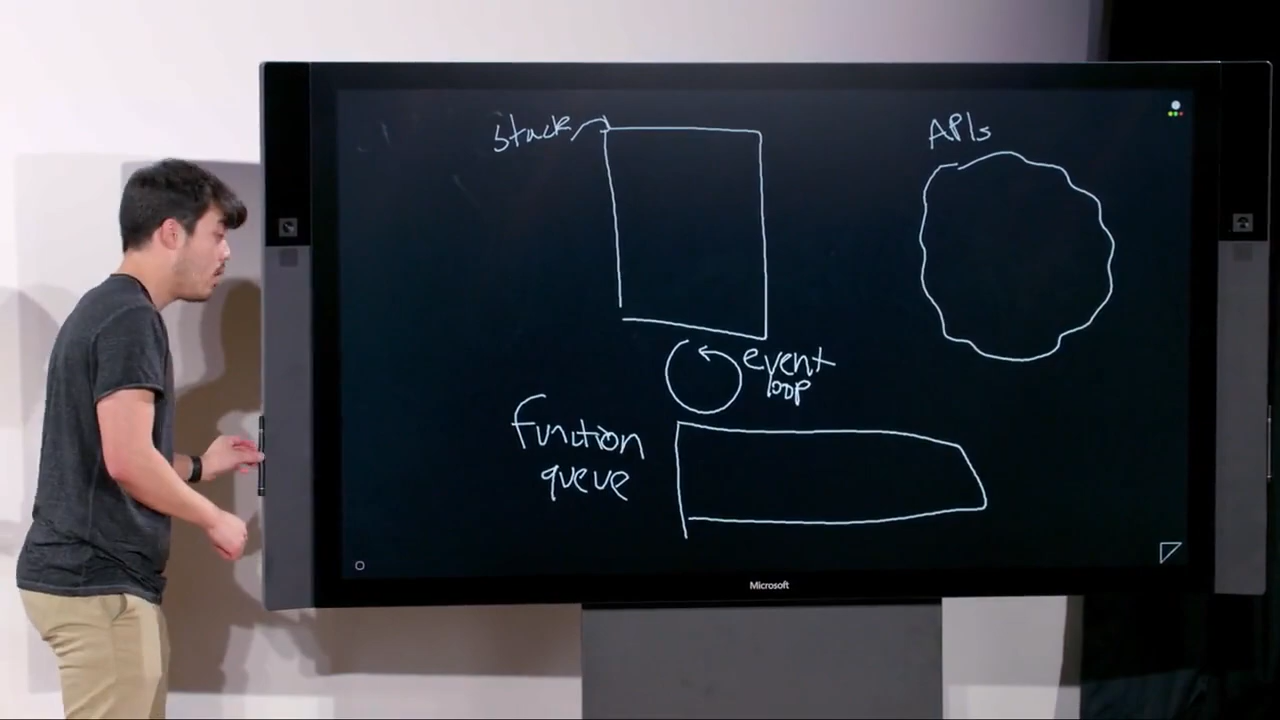 stack
APIs
event
loop
function
queue
Microsoft